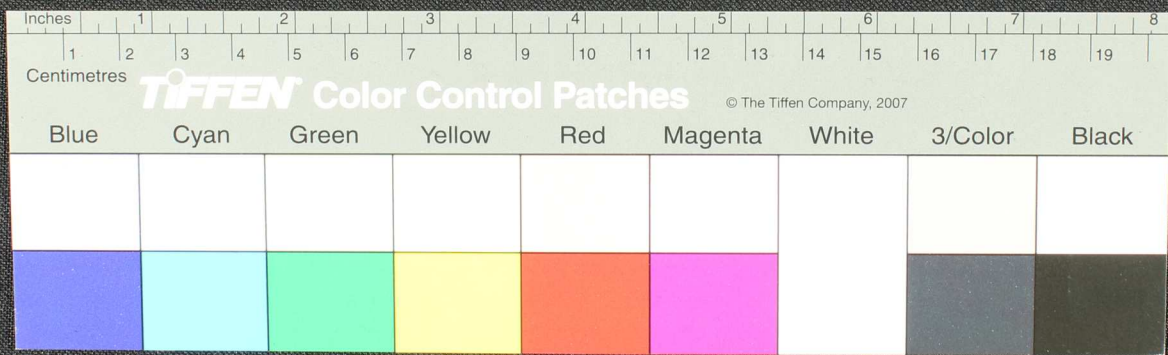 Inches 1 2 3 4 5 6 7 8
1 2 3 4 5 6 7 8 9 10 11 12 13 14 15 16 17 18 19
Centimetres
TIFFEN Color Control Patches © The Tiffen Company, 2007
Blue Cyan Green Yellow Red Magenta White 3/Color Black